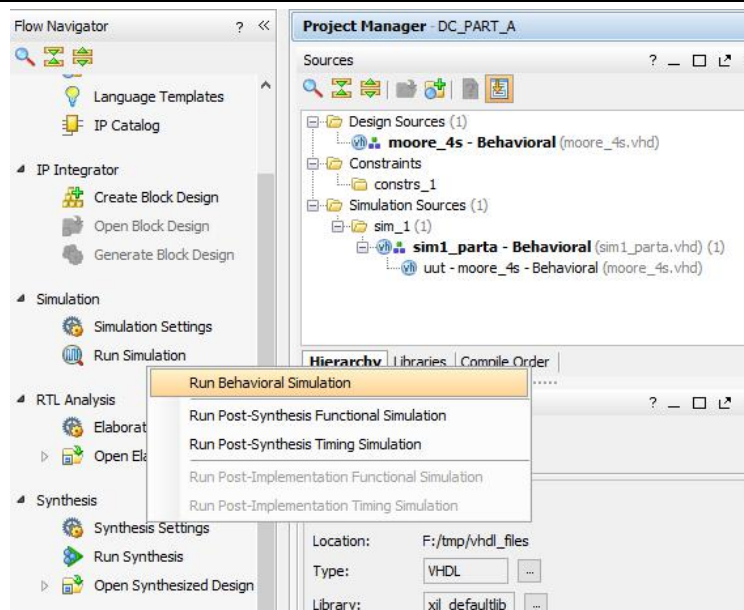 Flow Navigator ? «
Language Templates
IP Catalog
IP Integrator
Create Block Design
Open Block Design
Generate Block Design
Simulation
Simulation Settings
Run Simulation
RTL Analysis
Elaborat
Open Ela
Synthesis
Synthesis Settings
Run Synthesis
Open Synthesized Design
Project Manager - DC_PART_A
Sources ?
Design Sources (1)
moore_4s - Behavioral (moore_4s.vhd)
Constraints
constrs_1
Simulation Sources (1)
sim_1 (1)
sim1_parta - Behavioral (sim1_parta.vhd) (1)
uut - moore_4s - Behavioral (moore_4s.vhd)
Hierarchy Libraries Compile Order
?
Run Behavioral Simulation
Run Post-Synthesis Functional Simulation
Run Post-Synthesis Timing Simulation
Run Post-Implementation Functional Simulation
Run Post-Implementation Timing Simulation
Location: F:/tmp/vhdl_files
Type: VHDL ...
Library: xil_defaultlib ...